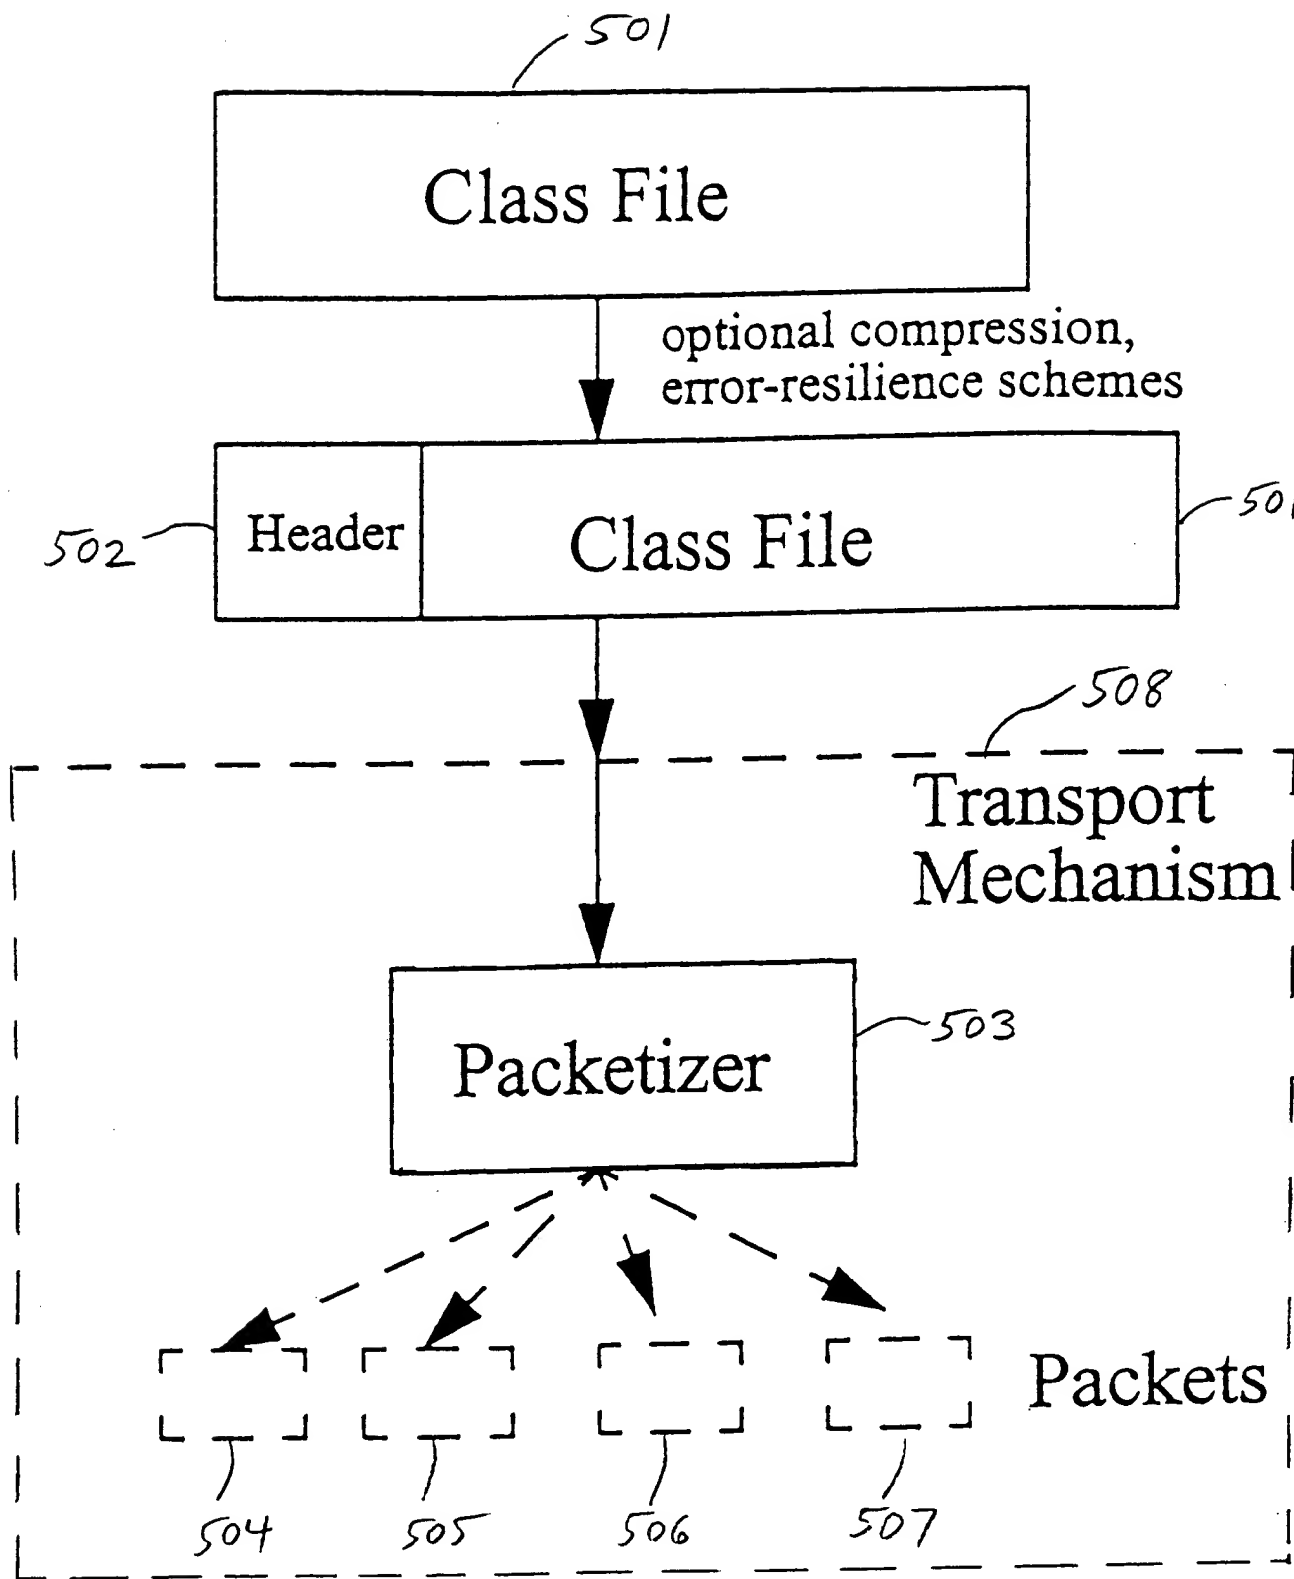 501
Class File
optional compression,
error-resilience schemes
502
Header
Class File
501
508
Transport
Mechanism
Packetizer
503
Packets
504
505
506
507